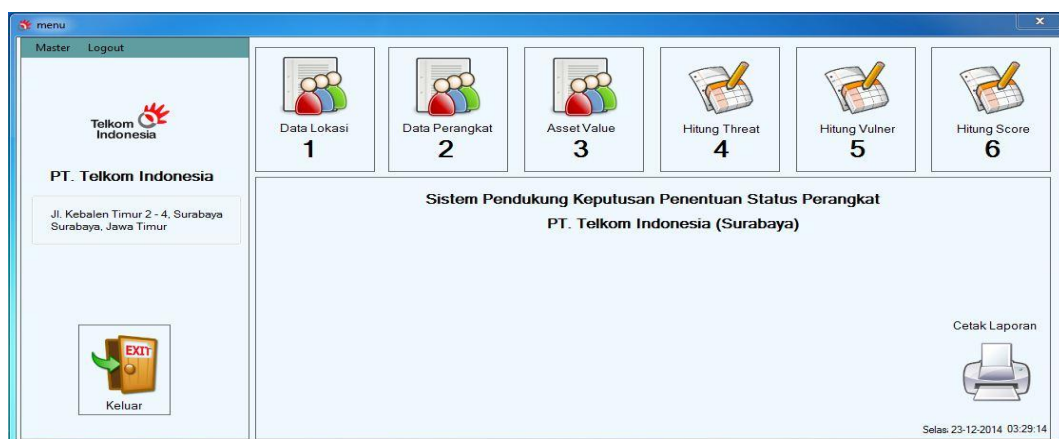 menu
Master Logout
Telkom
Indonesia
PT. Telkom Indonesia
Jl. Kebalen Timur 2 - 4, Surabaya
Surabaya, Jawa Timur
EXIT
Keluar
Data Lokasi
1
Data Perangkat
2
Asset Value
3
Hitung Threat
4
Hitung Vulner
5
Hitung Score
6
Sistem Pendukung Keputusan Penentuan Status Perangkat
PT. Telkom Indonesia (Surabaya)
Cetak Laporan
Selas: 23-12-2014 03:29:14